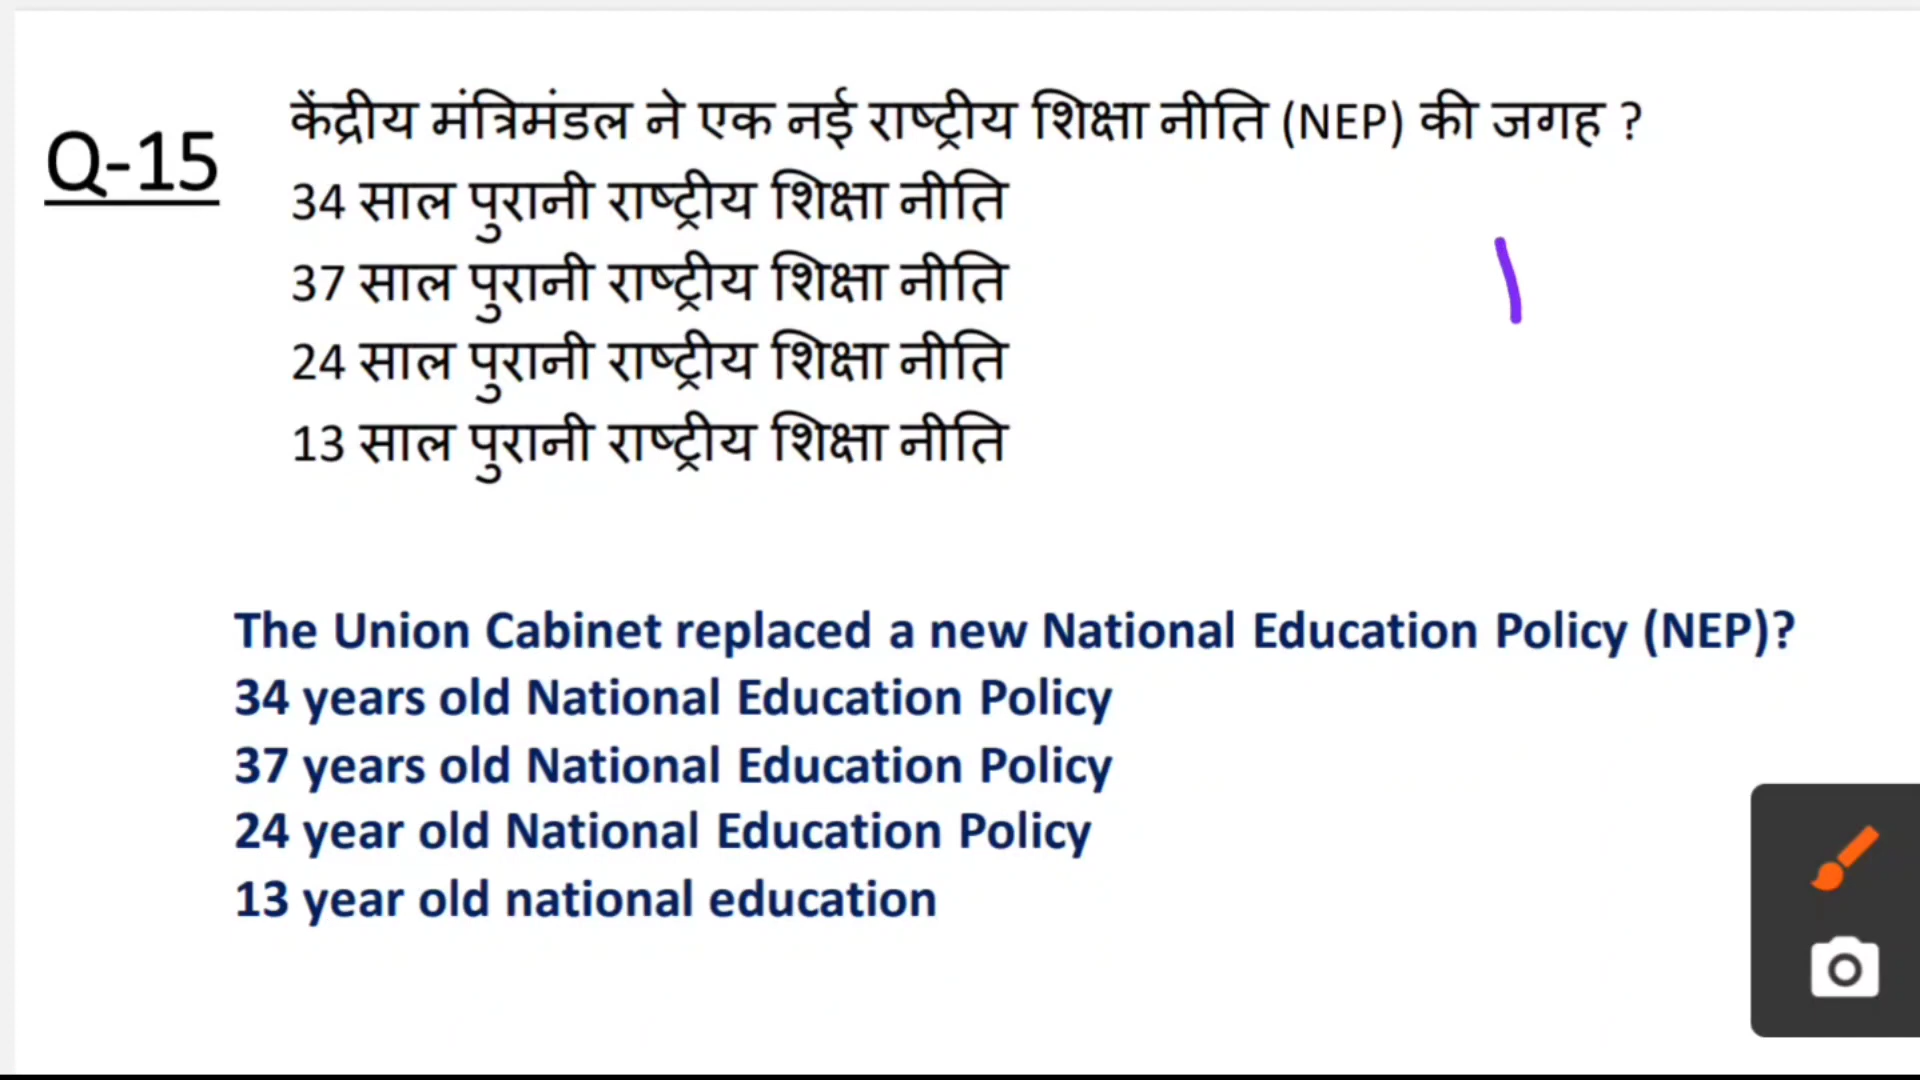 Q-15
केंद्रीय मंत्रिमंडल ने एक नई राष्ट्रीय शिक्षा नीति (NEP) की जगह ?
34 साल पुरानी राष्ट्रीय शिक्षा नीति
37 साल पुरानी राष्ट्रीय शिक्षा नीति
24 साल पुरानी राष्ट्रीय शिक्षा नीति
13 साल पुरानी राष्ट्रीय शिक्षा नीति
The Union Cabinet replaced a new National Education Policy (NEP)?
34 years old National Education Policy
37 years old National Education Policy
24 year old National Education Policy
13 year old national education